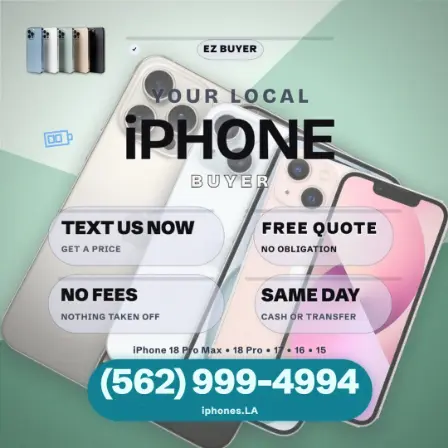 EZ BUYER
YOUR LOCAL
iPHONE
BUYER
TEXT US NOW
GET A PRICE
FREE QUOTE
NO OBLIGATION
NO FEES
NOTHING TAKEN OFF
SAME DAY
CASH OR TRANSFER
iPhone 18 Pro Max • 18 Pro • 17 • 16 • 15
(562) 999-4994
iphones.LA